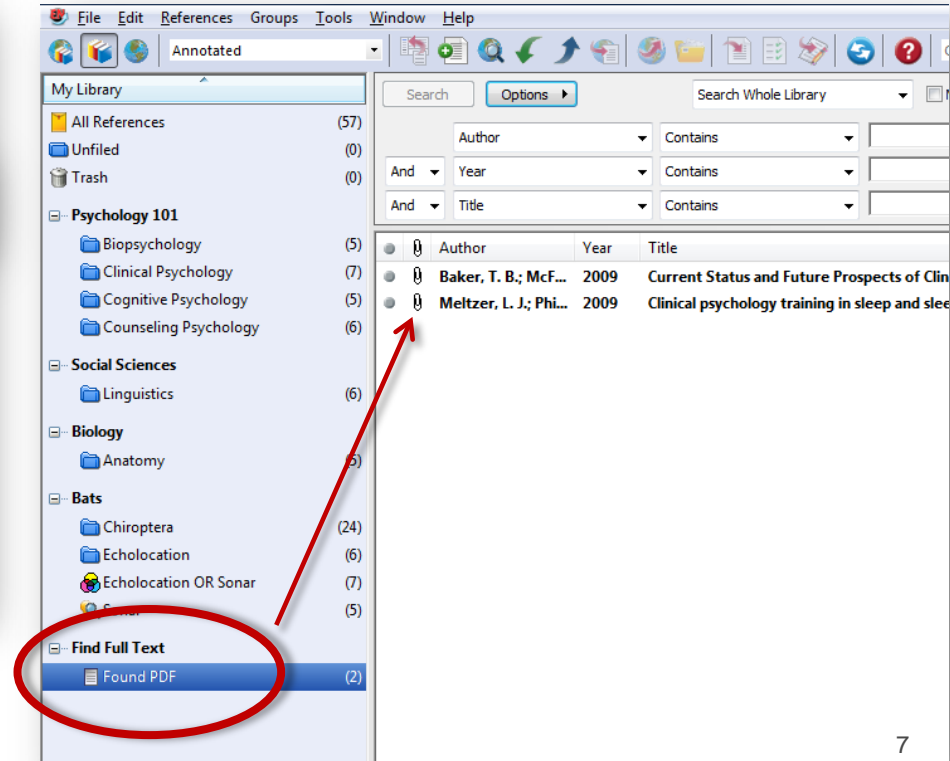 File Edit References Groups Tools Window Help
Annotated
My Library
All References (57)
Unfiled (0)
Trash (0)
Psychology 101
Biopsychology (5)
Clinical Psychology (7)
Cognitive Psychology (5)
Counseling Psychology (6)
Social Sciences
Linguistics (6)
Biology
Anatomy (5)
Bats
Chiroptera (24)
Echolocation (6)
Echolocation OR Sonar (7)
(5)
Find Full Text
Found PDF (2)
Search Options Search Whole Library
Author Contains
And Year Contains
And Title Contains
Author Year Title
Baker, T. B.; McF... 2009 Current Status and Future Prospects of Clin
Meltzer, L. J.; Phi... 2009 Clinical psychology training in sleep and slee
7